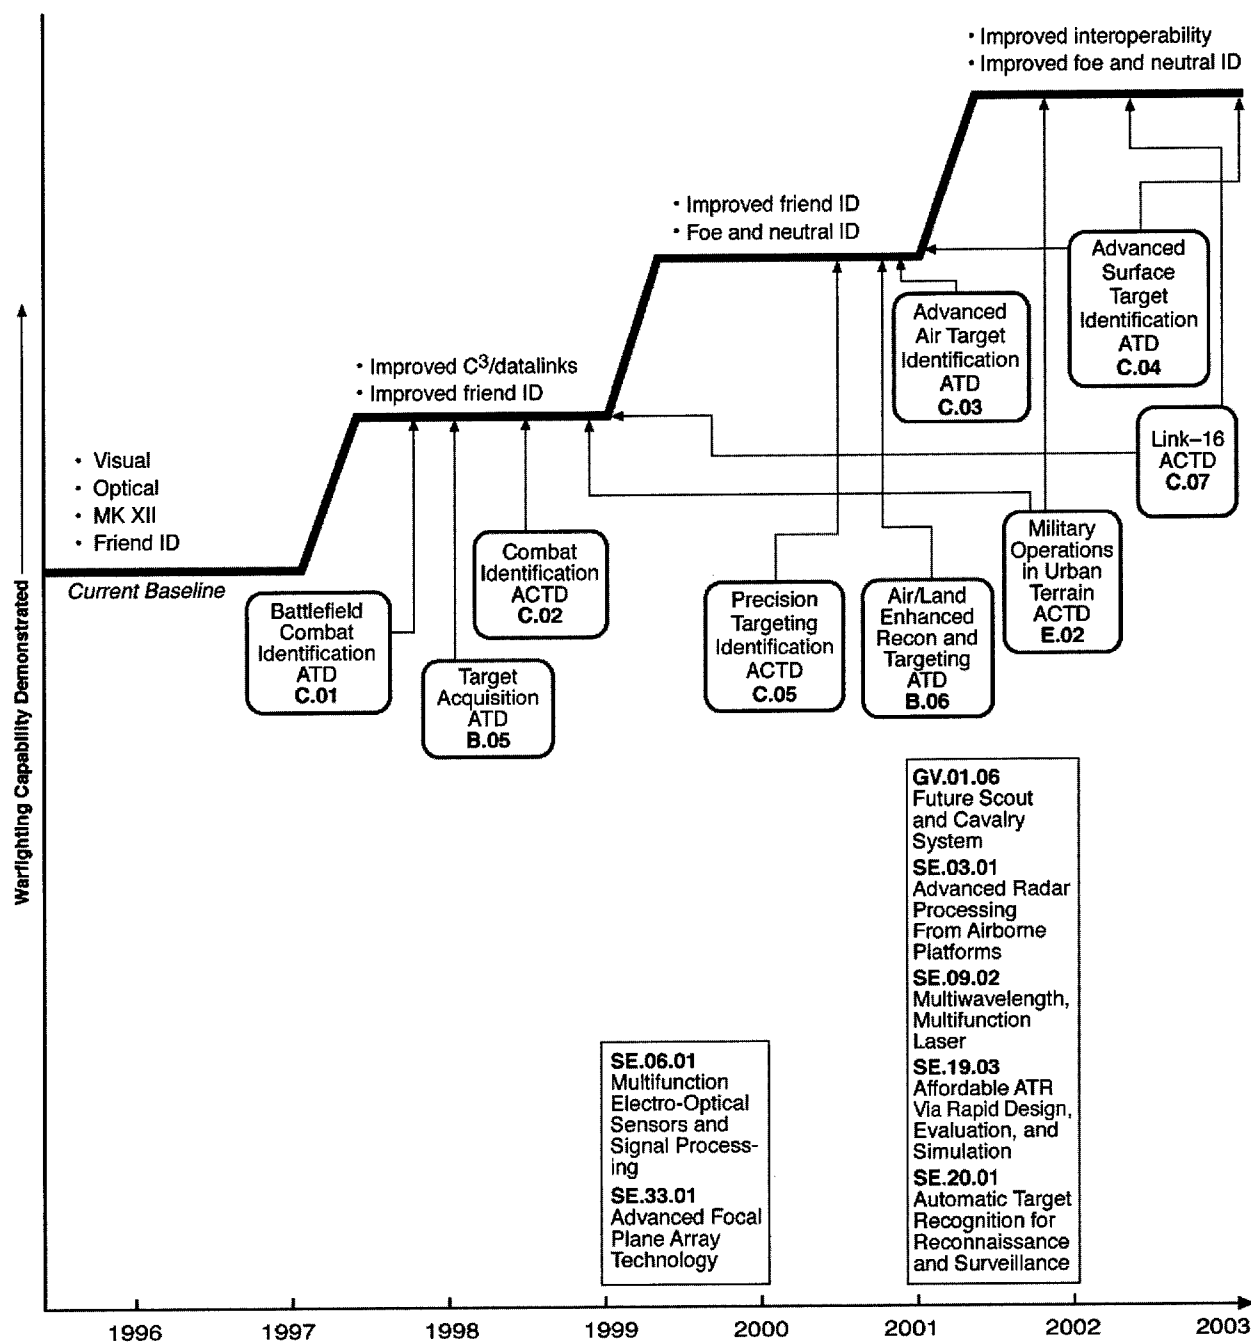 • Improved interoperability
• Improved foe and neutral ID
• Improved friend ID
• Foe and neutral ID
• Improved C3/datalinks
• Improved friend ID
• Visual
• Optical
• MK XII
• Friend ID
Current Baseline
Warfighting Capability Demonstrated
Advanced
Surface
Target
Identification
ATD
C.04
Advanced
Air Target
Identification
ATD
C.03
Link–16
ACTD
C.07
Military
Operations
in Urban
Terrain
ACTD
E.02
Combat
Identification
ACTD
C.02
Battlefield
Combat
Identification
ATD
C.01
Target
Acquisition
ATD
B.05
Precision
Targeting
Identification
ACTD
C.05
Air/Land
Enhanced
Recon and
Targeting
ATD
B.06
GV.01.06
Future Scout
and Cavalry
System
SE.03.01
Advanced Radar
Processing
From Airborne
Platforms
SE.09.02
Multiwavelength,
Multifunction
Laser
SE.19.03
Affordable ATR
Via Rapid Design,
Evaluation, and
Simulation
SE.20.01
Automatic Target
Recognition for
Reconnaissance
and Surveillance
SE.06.01
Multifunction
Electro-Optical
Sensors and
Signal Process-
ing
SE.33.01
Advanced Focal
Plane Array
Technology
1996 1997 1998 1999 2000 2001 2002 2003